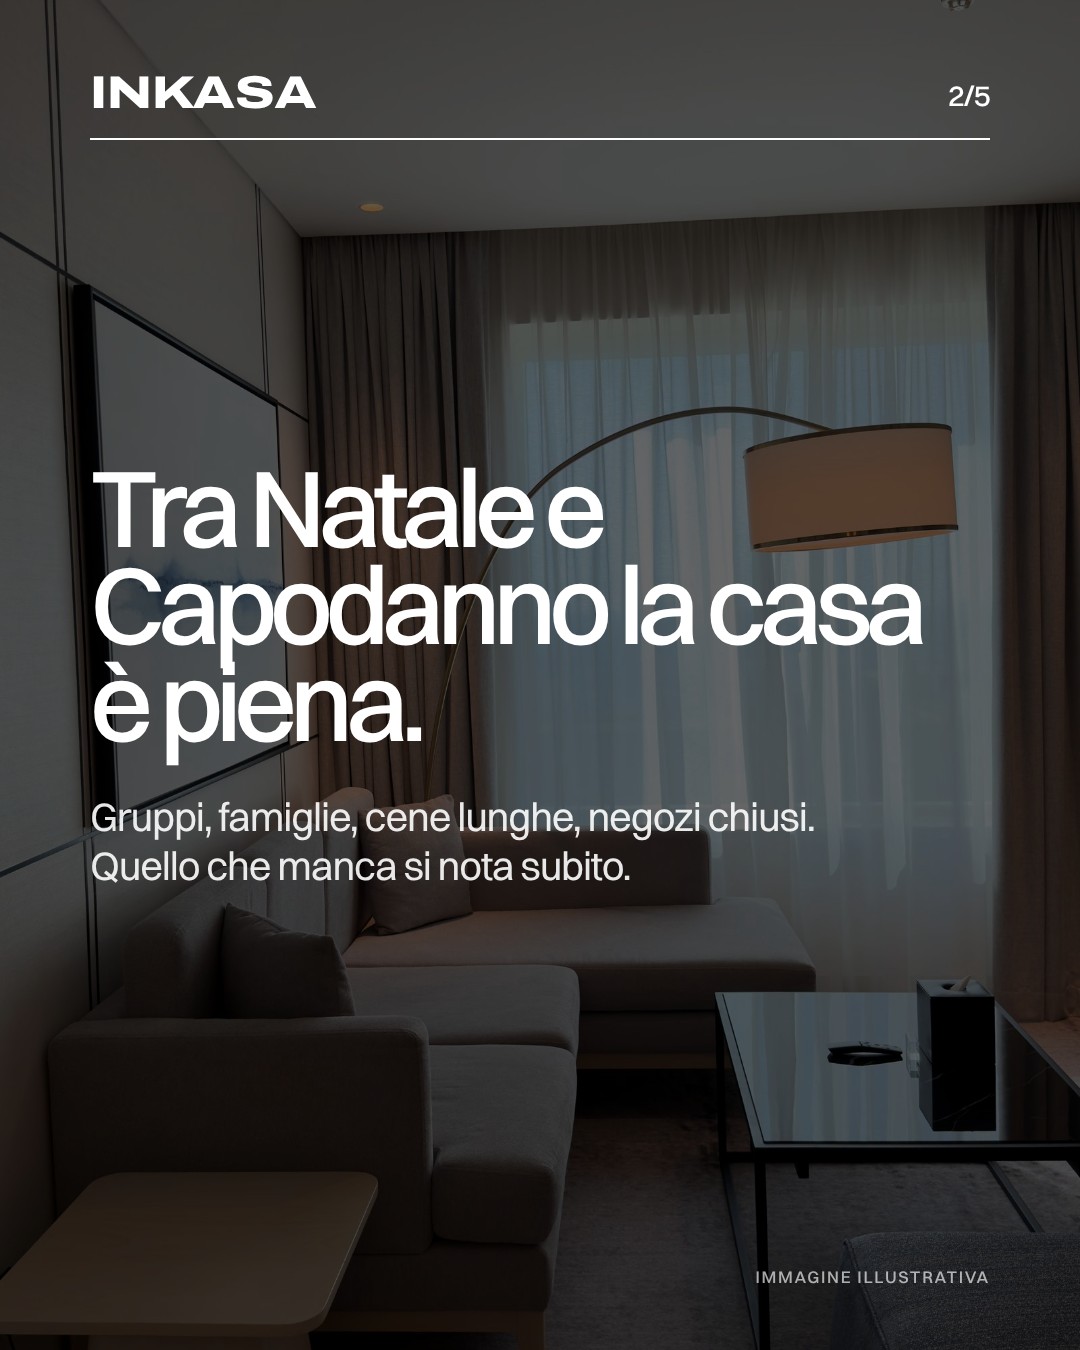 INKASA
2/5
Tra Natale e
Capodanno la casa
è piena.
Gruppi, famiglie, cene lunghe, negozi chiusi.
Quello che manca si nota subito.
IMMAGINE ILLUSTRATIVA